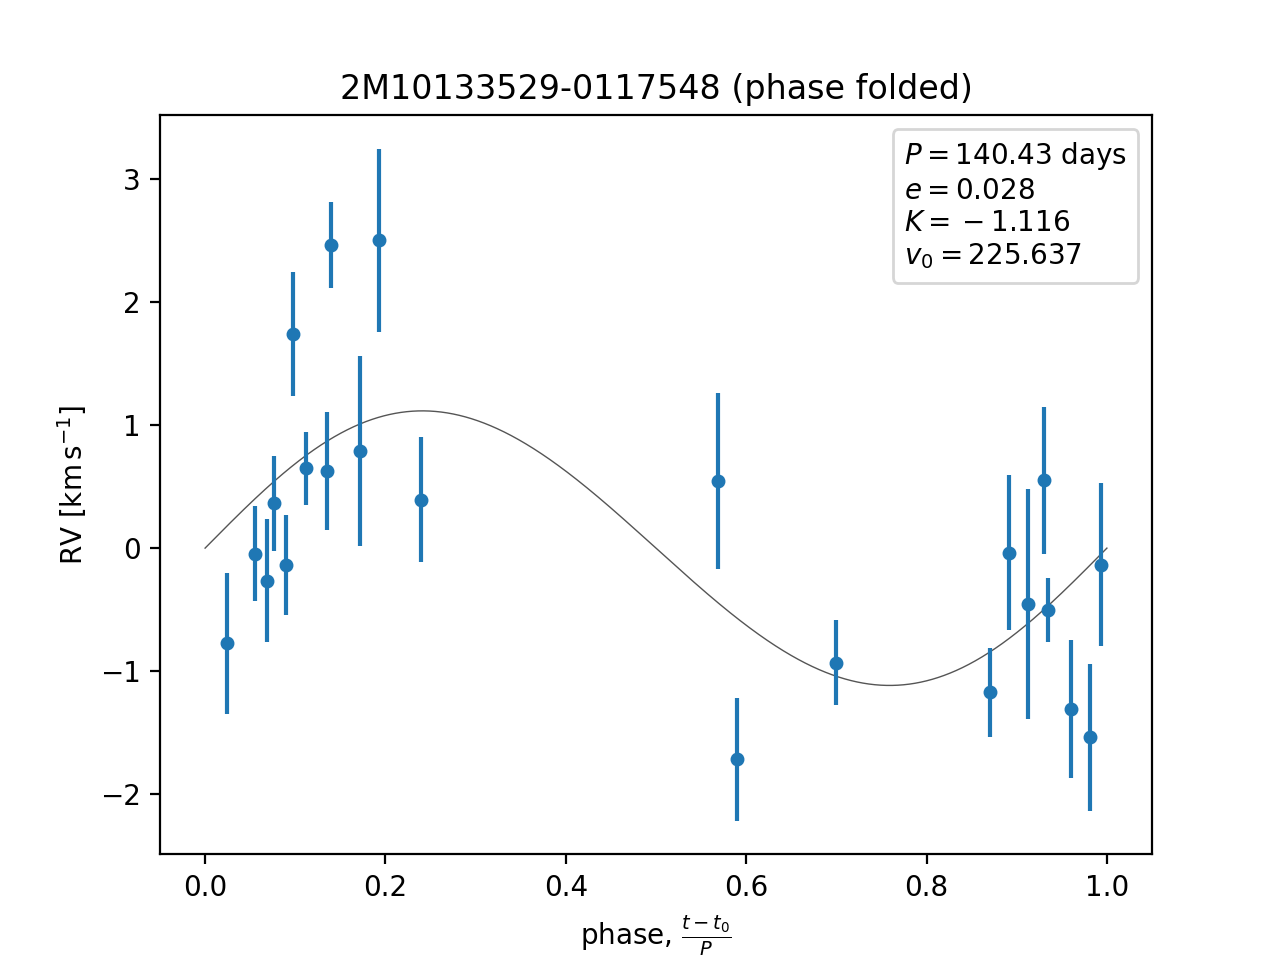 2M10133529-0117548 (phase folded)
P = 140.43 days
e = 0.028
K = −1.116
v₀ = 225.637
3
2
1
0
−1
−2
RV [km s⁻¹]
0.0 0.2 0.4 0.6 0.8 1.0
phase, (t − t₀)/P